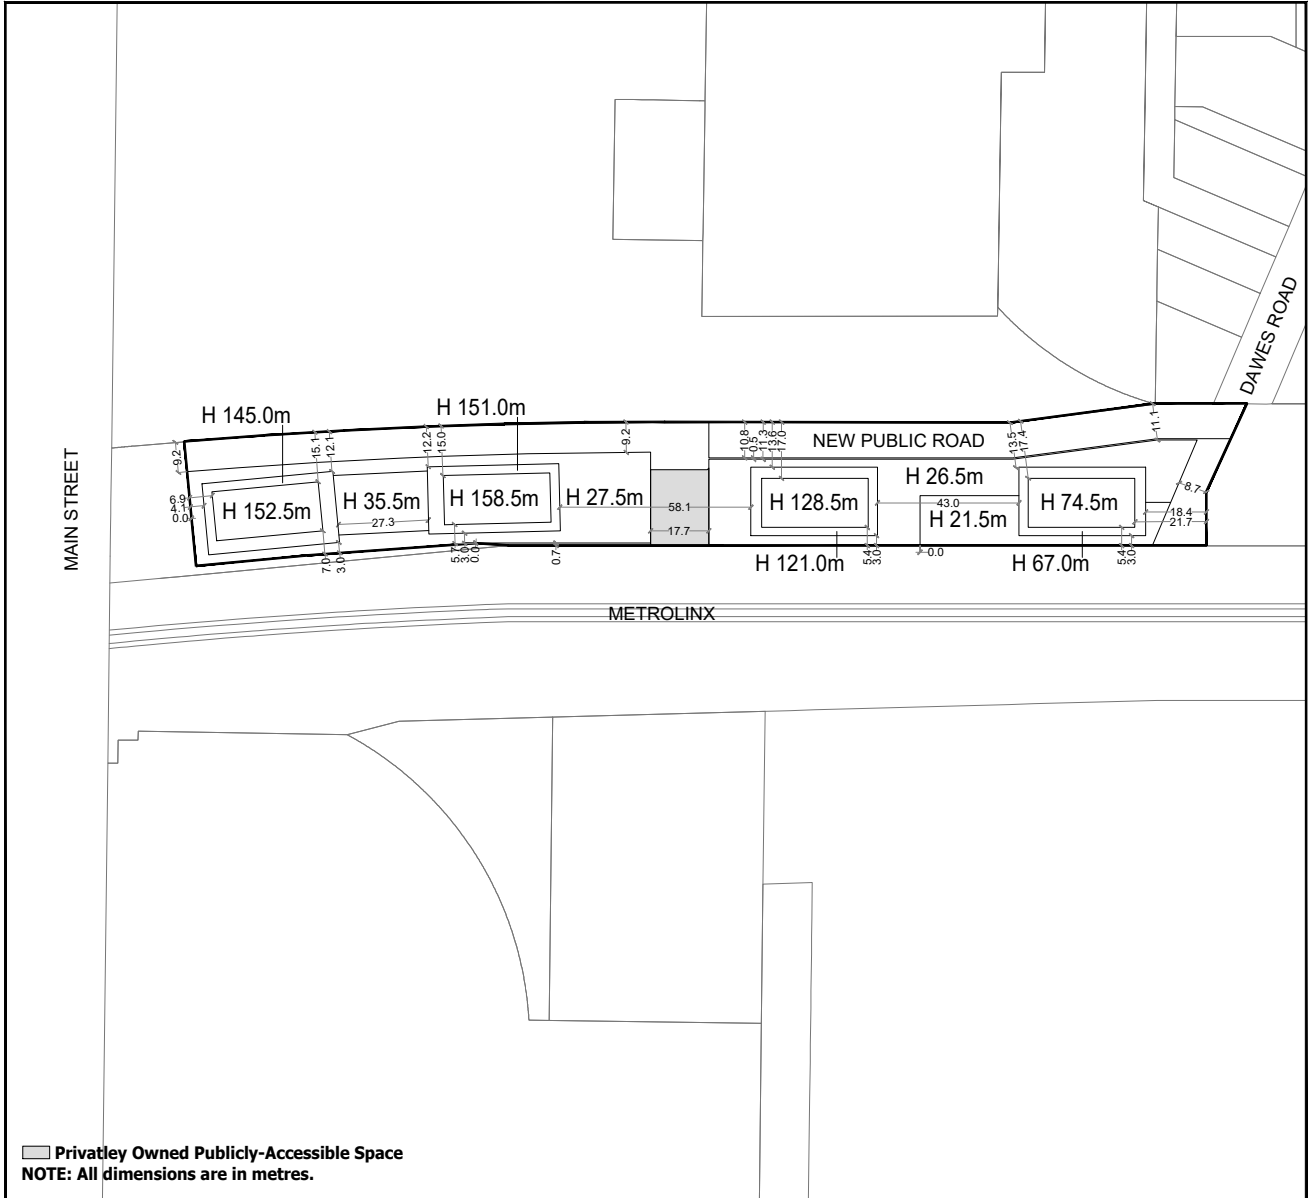 H 145.0m
H 151.0m
9.2
15.1
12.1
12.2
15.0
9.2
10.8
0.5
11.3
13.6
17.0
NEW PUBLIC ROAD
13.5
17.4
11.1
DAWES ROAD
MAIN STREET
6.9
4.1
0.0
H 152.5m
H 35.5m
27.3
H 158.5m
H 27.5m
58.1
17.7
H 128.5m
H 26.5m
43.0
H 21.5m
H 74.5m
8.7
18.4
21.7
7.0
3.0
5.7
3.0
0.0
0.7
H 121.0m
5.4
3.0
0.0
H 67.0m
5.4
3.0
METROLINX
Privatley Owned Publicly-Accessible Space
NOTE: All dimensions are in metres.